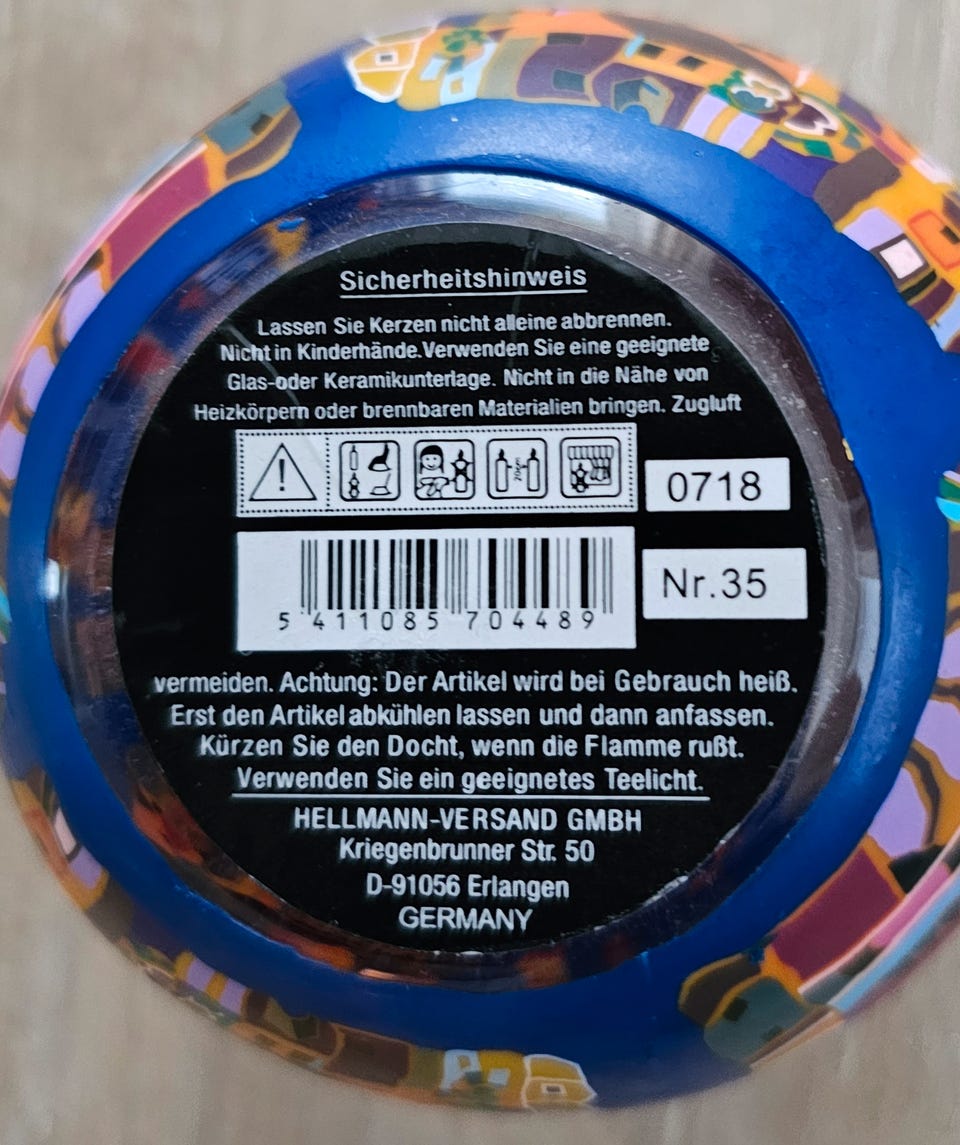 Sicherheitshinweis
Lassen Sie Kerzen nicht alleine abbrennen.
Nicht in Kinderhände.Verwenden Sie eine geeignete
Glas-oder Keramikunterlage. Nicht in die Nähe von
Heizkörpern oder brennbaren Materialien bringen. Zugluft
0718
Nr.35
5 411085 704489
vermeiden. Achtung: Der Artikel wird bei Gebrauch heiß.
Erst den Artikel abkühlen lassen und dann anfassen.
Kürzen Sie den Docht, wenn die Flamme rußt.
Verwenden Sie ein geeignetes Teelicht.
HELLMANN-VERSAND GMBH
Kriegenbrunner Str. 50
D-91056 Erlangen
GERMANY